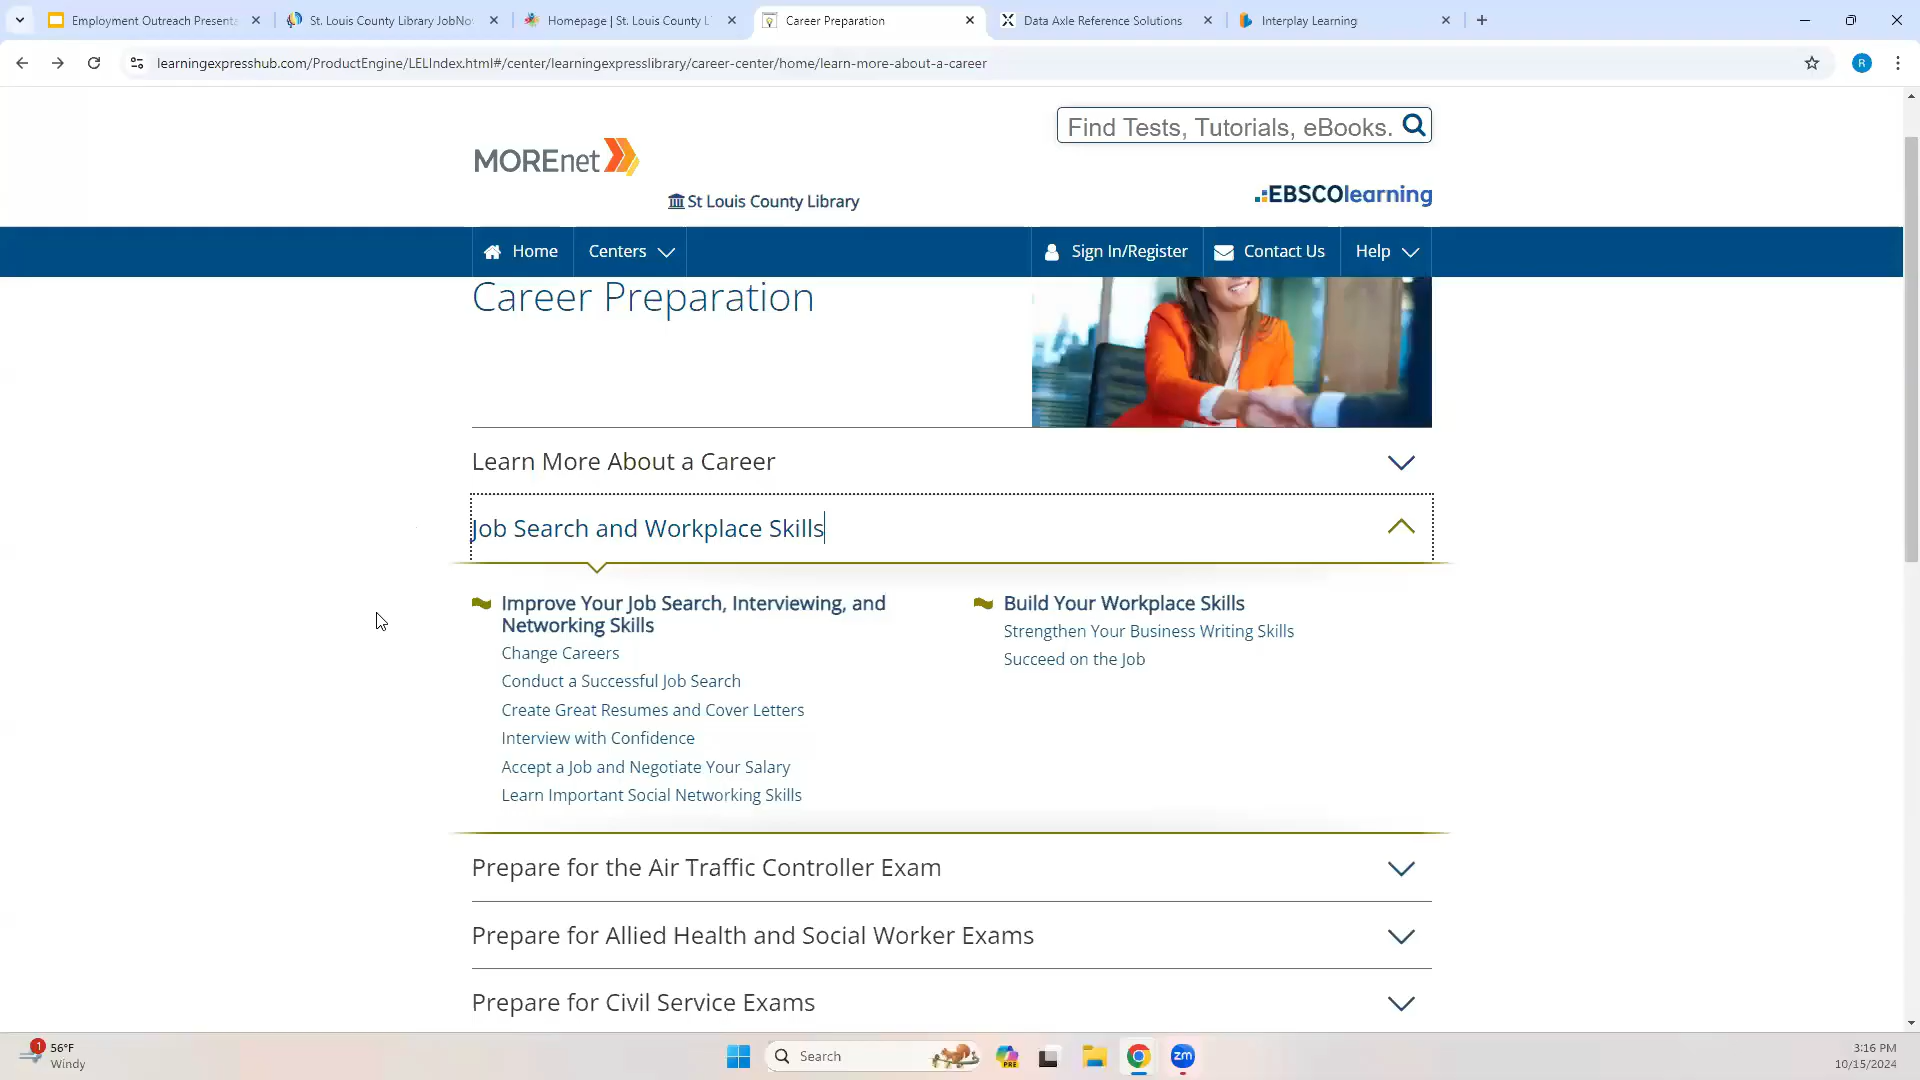 Employment Outreach Presenta
St. Louis County Library JobNo
Homepage | St. Louis County L
Career Preparation
Data Axle Reference Solutions
Interplay Learning
learningexpresshub.com/ProductEngine/LELIndex.html#/center/learningexpresslibrary/career-center/home/learn-more-about-a-career
R
Find Tests, Tutorials, eBooks.
MOREnet
St Louis County Library
EBSCOlearning
Home
Centers
Sign In/Register
Contact Us
Help
Career Preparation
Learn More About a Career
Job Search and Workplace Skills
Improve Your Job Search, Interviewing, and
Networking Skills
Change Careers
Conduct a Successful Job Search
Create Great Resumes and Cover Letters
Interview with Confidence
Accept a Job and Negotiate Your Salary
Learn Important Social Networking Skills
Build Your Workplace Skills
Strengthen Your Business Writing Skills
Succeed on the Job
Prepare for the Air Traffic Controller Exam
Prepare for Allied Health and Social Worker Exams
Prepare for Civil Service Exams
1
56°F
Windy
Search
PRE
zm
3:16 PM
10/15/2024